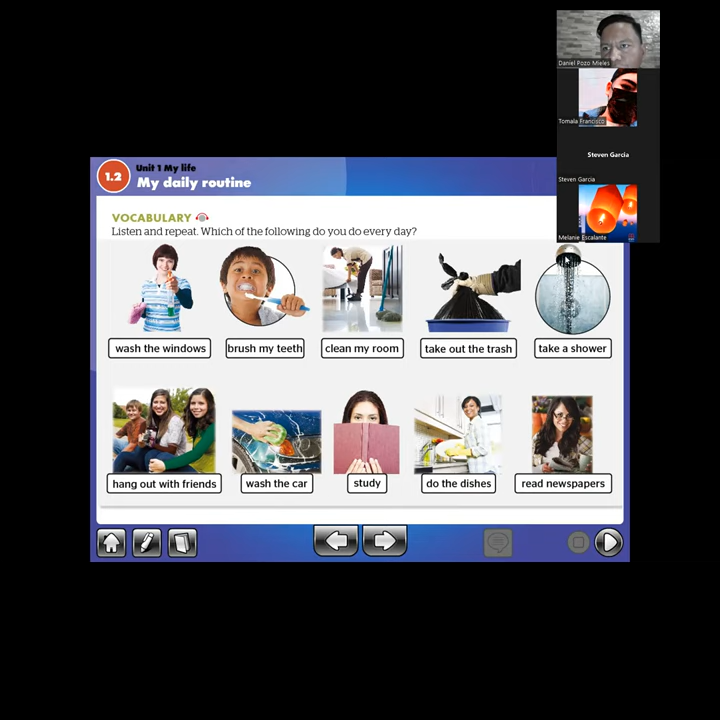 Daniel Pozo Mieles
Tomala Francisco
Steven Garcia
Steven Garcia
Melanie Escalante
1.2
Unit 1 My life
My daily routine
VOCABULARY
Listen and repeat. Which of the following do you do every day?
wash the windows
brush my teeth
clean my room
take out the trash
take a shower
hang out with friends
wash the car
study
do the dishes
read newspapers